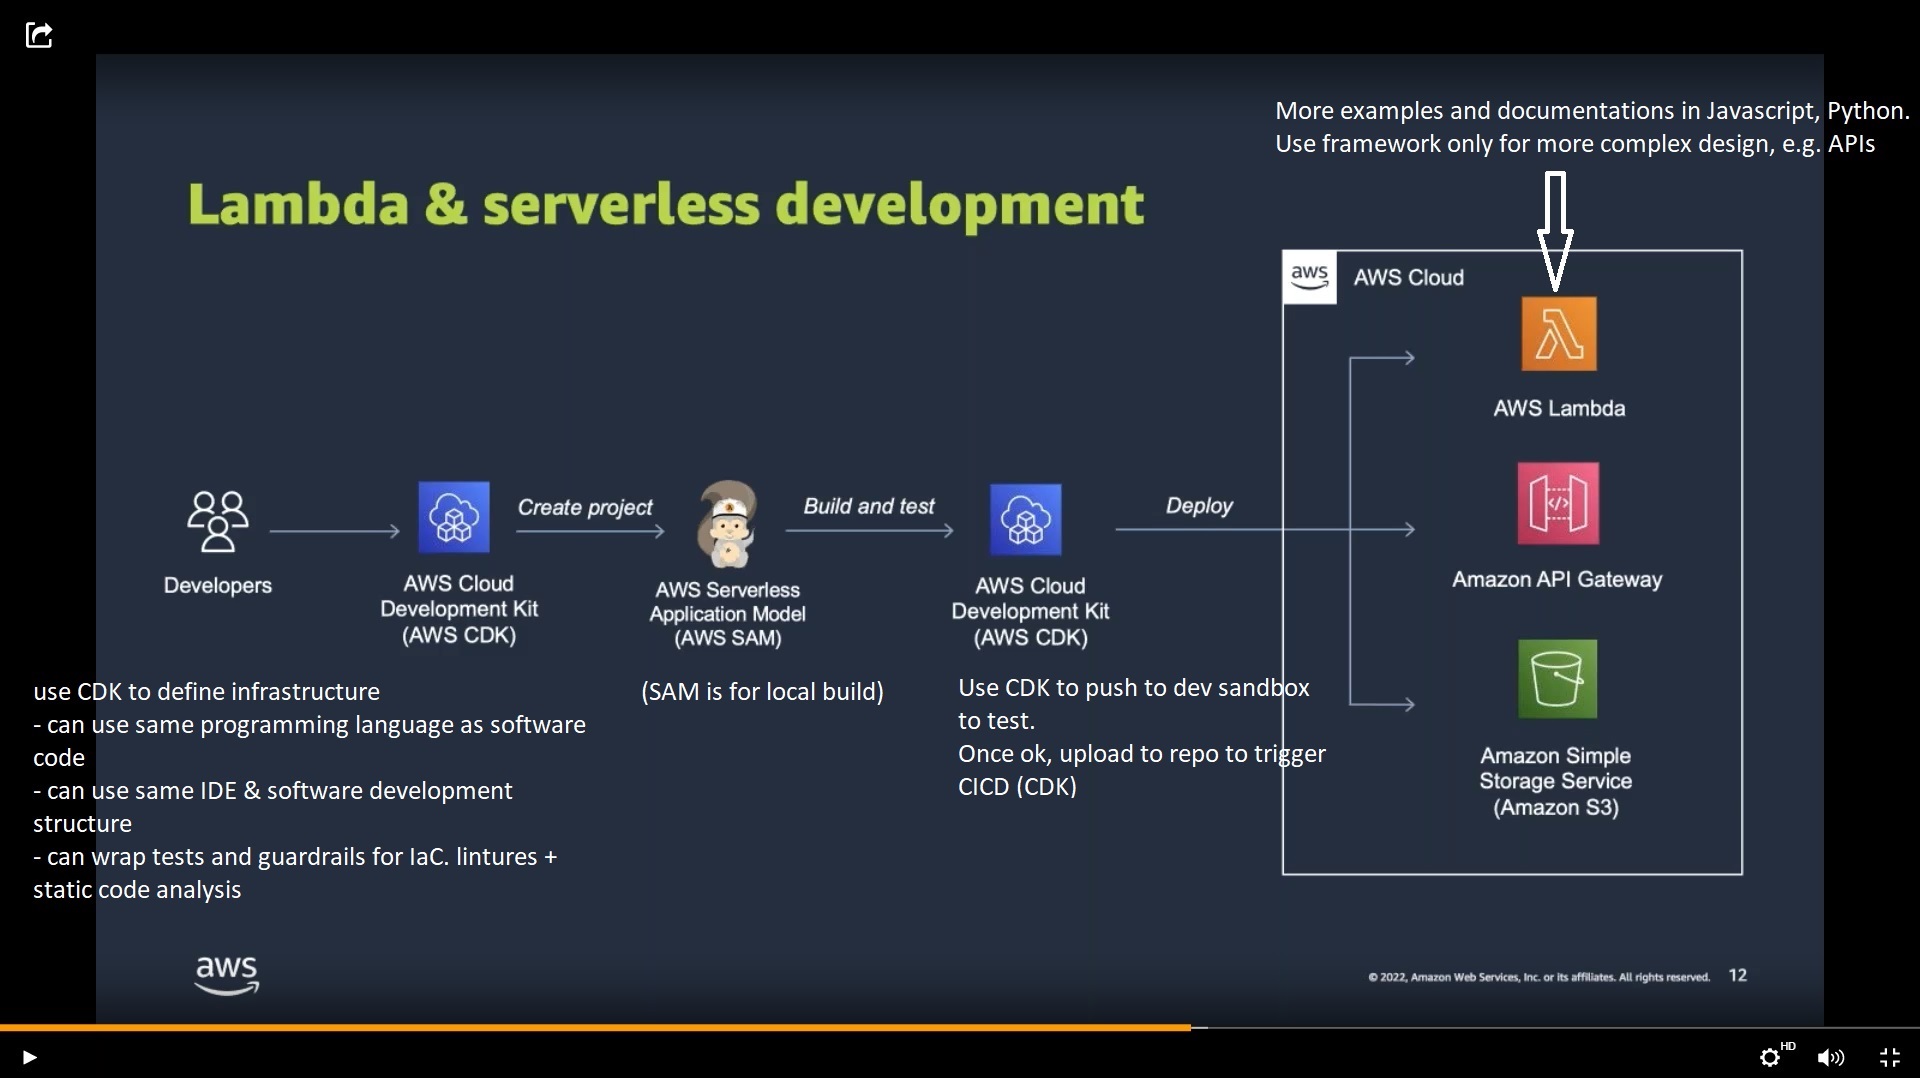 More examples and documentations in Javascript, Python.
Use framework only for more complex design, e.g. APIs
Lambda & serverless development
aws
AWS Cloud
AWS Lambda
Amazon API Gateway
Amazon Simple
Storage Service
(Amazon S3)
Developers
AWS Cloud
Development Kit
(AWS CDK)
Create project
AWS Serverless
Application Model
(AWS SAM)
Build and test
AWS Cloud
Development Kit
(AWS CDK)
Deploy
use CDK to define infrastructure
- can use same programming language as software
code
- can use same IDE & software development
structure
- can wrap tests and guardrails for IaC. lintures +
static code analysis
(SAM is for local build)
Use CDK to push to dev sandbox
to test.
Once ok, upload to repo to trigger
CICD (CDK)
aws
© 2022, Amazon Web Services, Inc. or its affiliates. All rights reserved.
12
HD